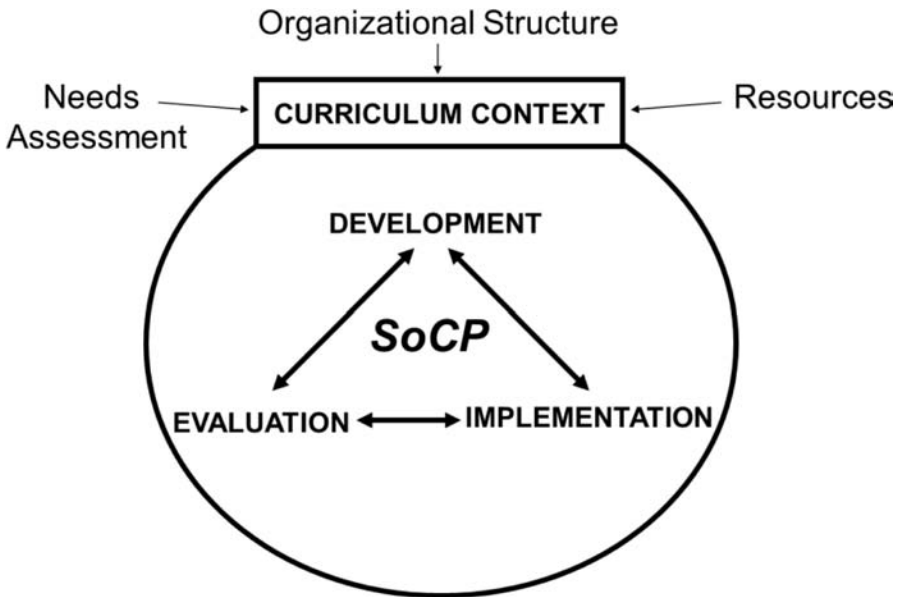 Organizational Structure
Needs
Assessment
CURRICULUM CONTEXT
Resources
DEVELOPMENT
SoCP
EVALUATION
IMPLEMENTATION